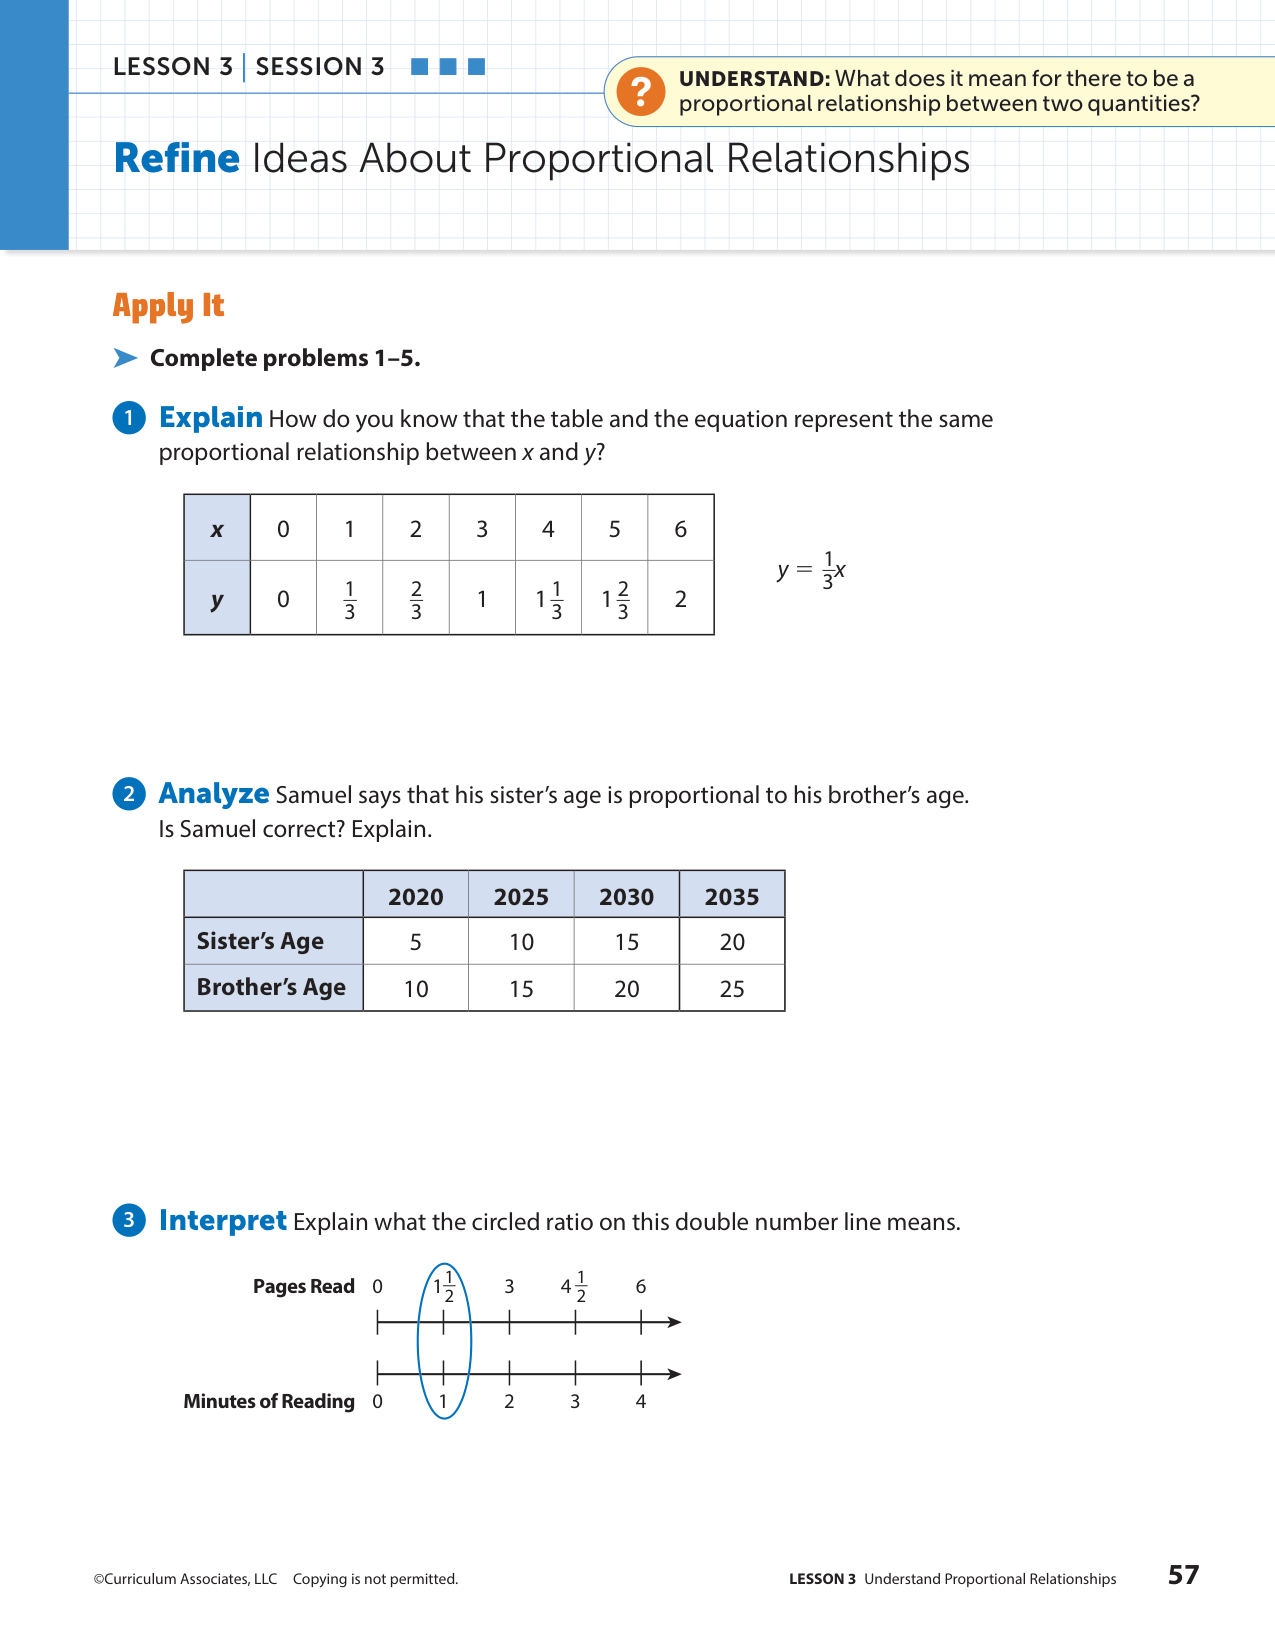 LESSON 3 | SESSION 3
? UNDERSTAND: What does it mean for there to be a
proportional relationship between two quantities?
Refine Ideas About Proportional Relationships
Apply It
Complete problems 1–5.
1 Explain How do you know that the table and the equation represent the same
proportional relationship between x and y?
x 0 1 2 3 4 5 6
y 0 1/3 2/3 1 1 1/3 1 2/3 2
y = 1/3 x
2 Analyze Samuel says that his sister’s age is proportional to his brother’s age.
Is Samuel correct? Explain.
2020 2025 2030 2035
Sister’s Age 5 10 15 20
Brother’s Age 10 15 20 25
3 Interpret Explain what the circled ratio on this double number line means.
Pages Read 0 1 1/2 3 4 1/2 6
Minutes of Reading 0 1 2 3 4
©Curriculum Associates, LLC Copying is not permitted.
LESSON 3 Understand Proportional Relationships 57